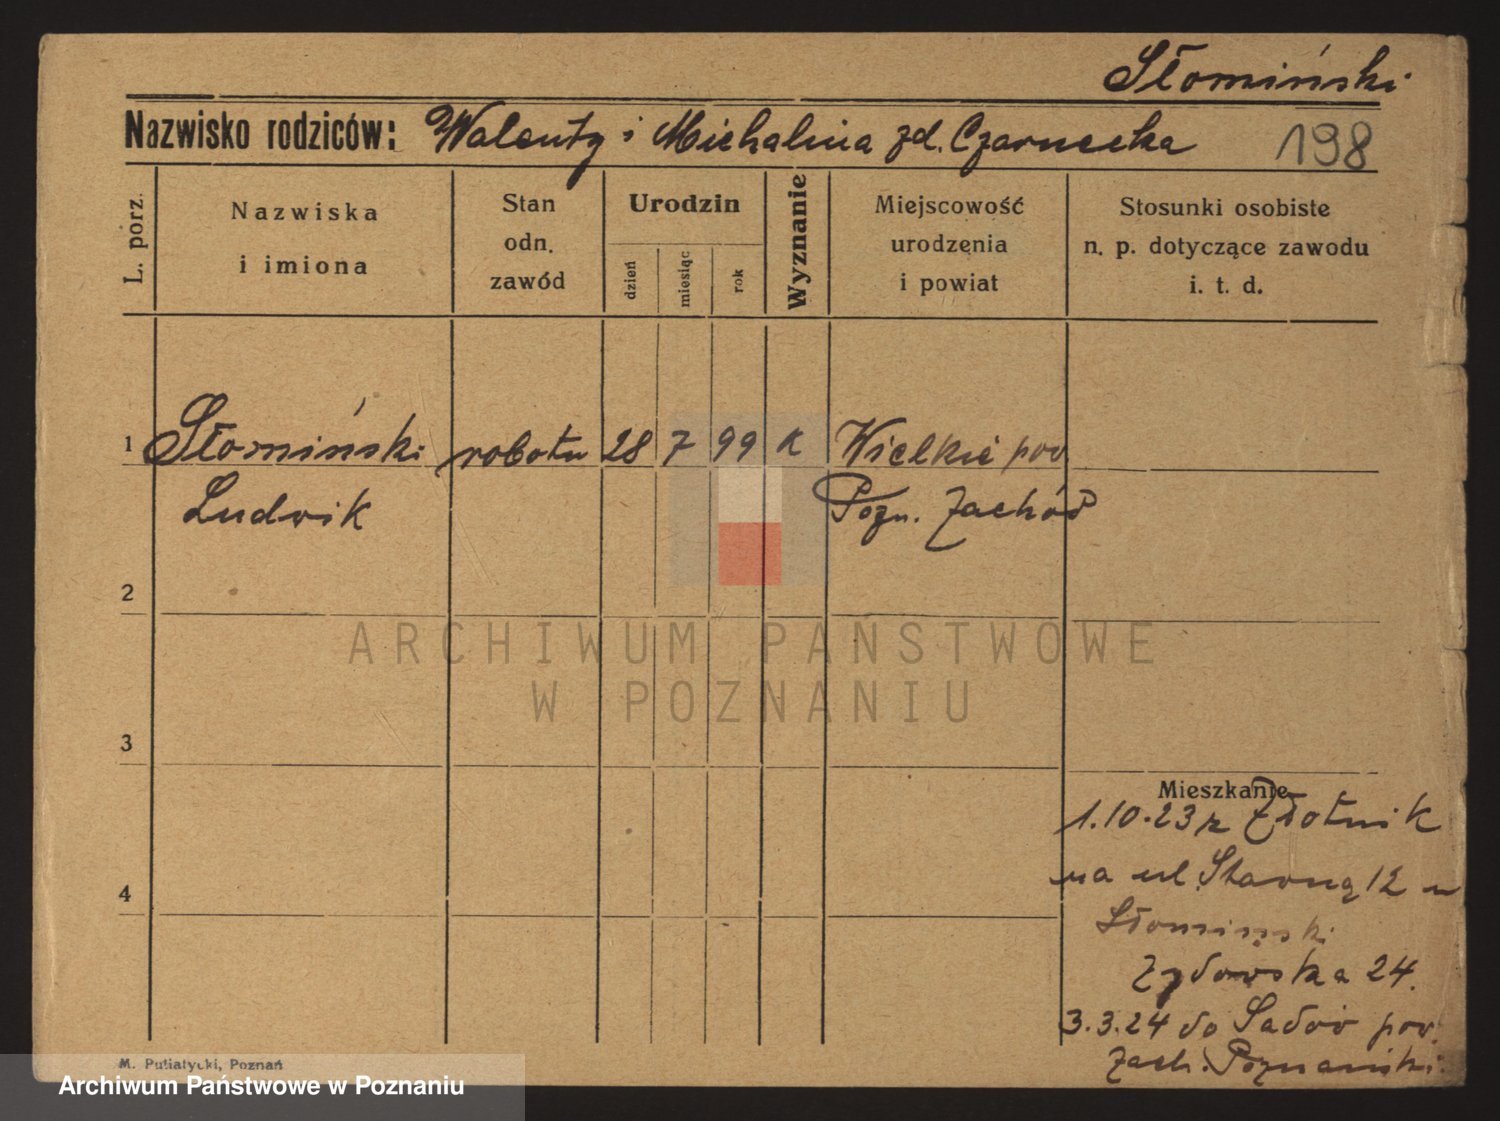 Słomiński
Nazwisko rodziców: Walenty i Michalina zd. Czarnecka 198
L. porz.
Nazwiska
i imiona
Stan
odn.
zawód
Urodzin
dzień
miesiąc
rok
Wyznanie
Miejscowość
urodzenia
i powiat
Stosunki osobiste
n. p. dotyczące zawodu
i. t. d.
1 Słomiński robotn 28 7 99 K Wielkie pow
Ludwik Pozn. Zachód
2
ARCHIWUM PAŃSTWOWE
W POZNANIU
3
Mieszkanie
1.10.23 z Złotnik
4
na ul. Starną 12 u
Słomiński
Zydowska 24.
3.3.24 do Sadów pow.
Zach. Poznański.
M. Putiatycki, Poznań
Archiwum Państwowe w Poznaniu